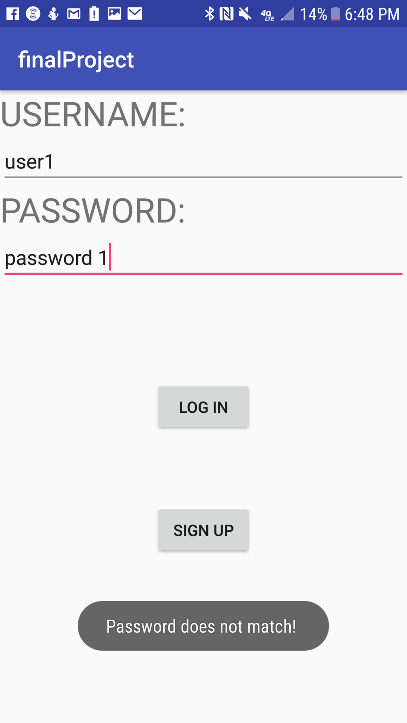 14% 6:48 PM
finalProject
USERNAME:
user1
PASSWORD:
password 1
LOG IN
SIGN UP
Password does not match!